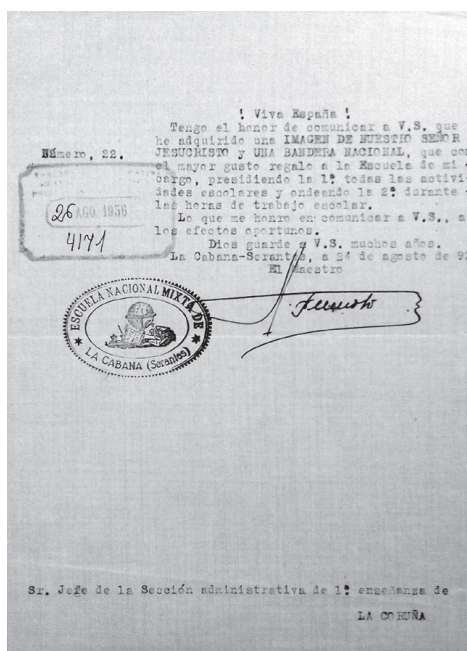 ! Viva España !
Tengo el honor de comunicar a V.S. que
he adquirido una IMAGEN DE NUESTRO SEÑOR
Número, 22. JESUCRISTO y UNA BANDERA NACIONAL, que con
el mayor gusto regalo a la Escuela de mi
cargo, presidiendo la 1ª todas las activi-
dades escolares y ondeando la 2ª durante
las horas de trabajo escolar.
Lo que me honro en comunicar a V.S., a
los efectos oportunos.
Dios guarde a V.S. muchos años.
La Cabana-Serantes, a 24 de agosto de 93
El Maestro
26 AGO. 1936
4171
ESCUELA NACIONAL MIXTA DE
LA CABANA (Serantes)
Sr. Jefe de la Sección administrativa de 1ª enseñanza de
LA CORUÑA